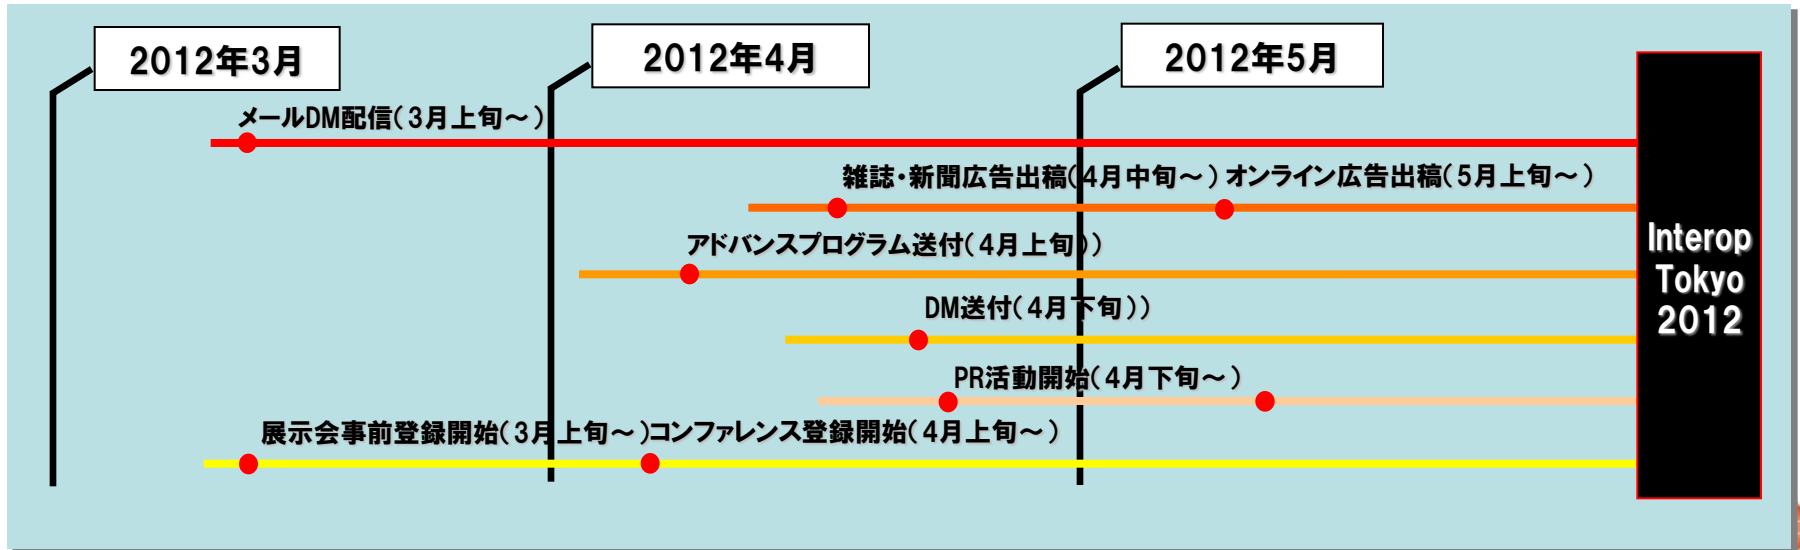 2012年3月
2012年4月
2012年5月
メールDM配信(3月上旬～)
雑誌・新聞広告出稿(4月中旬～)オンライン広告出稿(5月上旬～)
アドバンスプログラム送付(4月上旬))
DM送付(4月下旬))
PR活動開始(4月下旬～)
展示会事前登録開始(3月上旬～)コンファレンス登録開始(4月上旬～)
Interop
Tokyo
2012